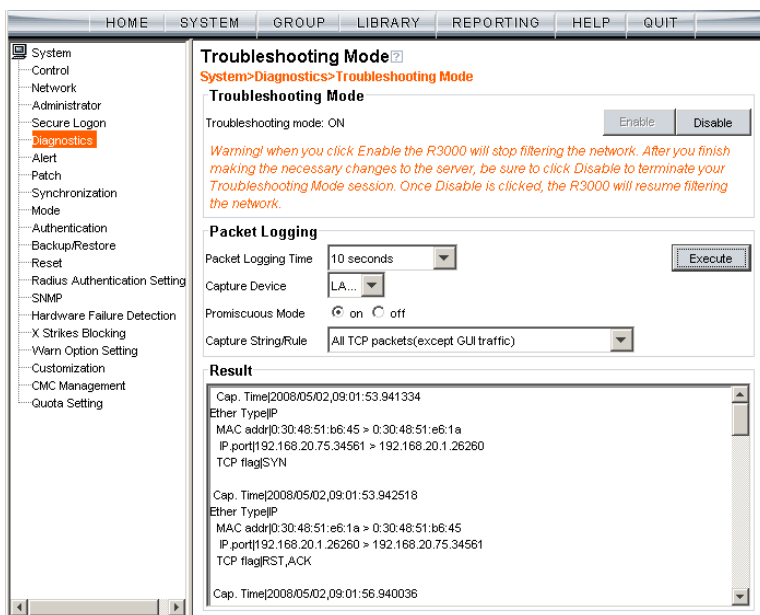 HOME SYSTEM GROUP LIBRARY REPORTING HELP QUIT
System
Control
Network
Administrator
Secure Logon
Diagnostics
Alert
Patch
Synchronization
Mode
Authentication
Backup/Restore
Reset
Radius Authentication Setting
SNMP
Hardware Failure Detection
X Strikes Blocking
Warn Option Setting
Customization
CMC Management
Quota Setting
Troubleshooting Mode ?
System>Diagnostics>Troubleshooting Mode
Troubleshooting Mode
Troubleshooting mode: ON Enable Disable
Warning! when you click Enable the R3000 will stop filtering the network. After you finish
making the necessary changes to the server, be sure to click Disable to terminate your
Troubleshooting Mode session. Once Disable is clicked, the R3000 will resume filtering
the network.
Packet Logging
Packet Logging Time 10 seconds Execute
Capture Device LA...
Promiscuous Mode on off
Capture String/Rule All TCP packets(except GUI traffic)
Result
Cap. Time|2008/05/02,09:01:53.941334
Ether Type|IP
MAC addr|0:30:48:51:b6:45 > 0:30:48:51:e6:1a
IP.port|192.168.20.75.34561 > 192.168.20.1.26260
TCP flag|SYN
Cap. Time|2008/05/02,09:01:53.942518
Ether Type|IP
MAC addr|0:30:48:51:e6:1a > 0:30:48:51:b6:45
IP.port|192.168.20.1.26260 > 192.168.20.75.34561
TCP flag|RST,ACK
Cap. Time|2008/05/02,09:01:56.940036